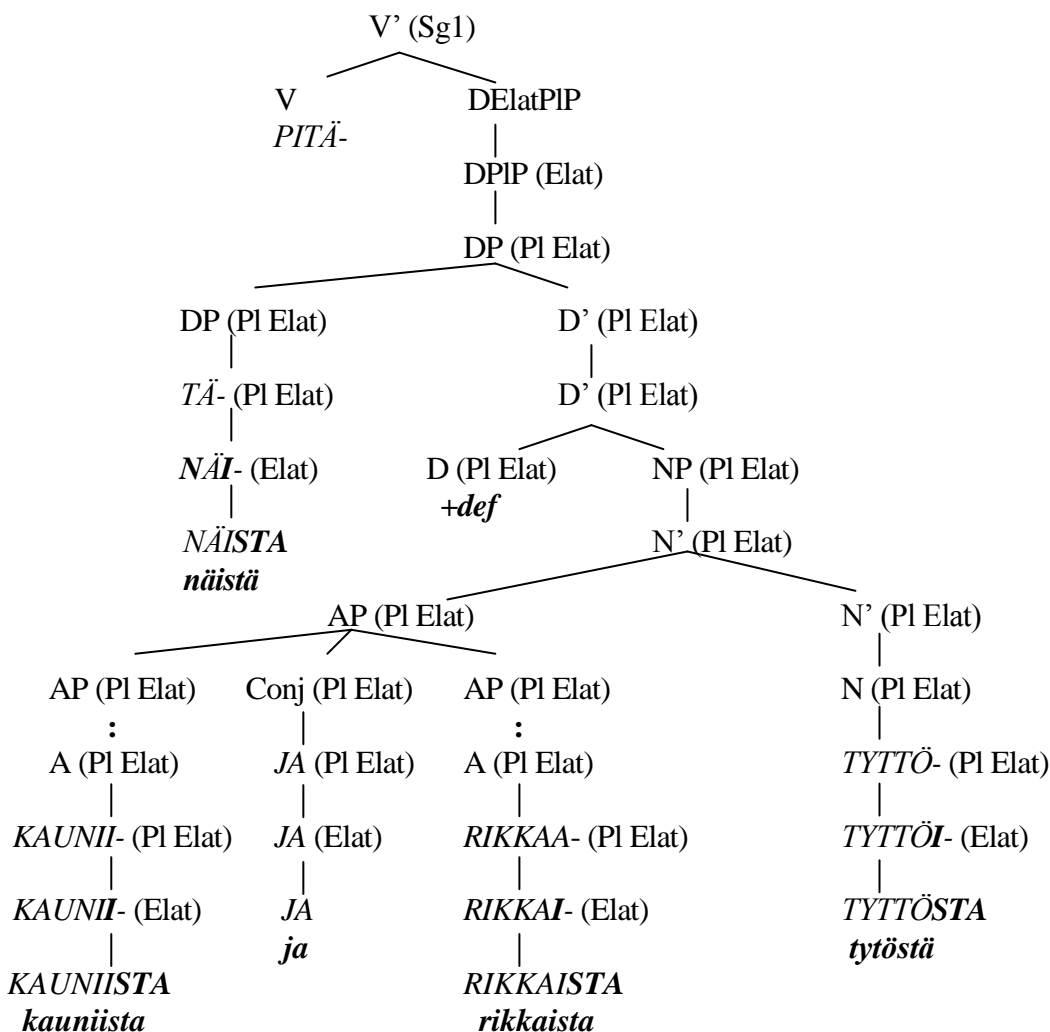 V’ (Sg1)
V DElatPlP
PITÄ-
DPlP (Elat)
DP (Pl Elat)
DP (Pl Elat) D’ (Pl Elat)
TÄ- (Pl Elat) D’ (Pl Elat)
NÄI- (Elat) D (Pl Elat) NP (Pl Elat)
+def
NÄISTA N’ (Pl Elat)
näistä
AP (Pl Elat) N’ (Pl Elat)
AP (Pl Elat) Conj (Pl Elat) AP (Pl Elat) N (Pl Elat)
: :
A (Pl Elat) JA (Pl Elat) A (Pl Elat) TYTTÖ- (Pl Elat)
KAUNII- (Pl Elat) JA (Elat) RIKKAA- (Pl Elat) TYTTÖI- (Elat)
KAUNII- (Elat) JA RIKKAI- (Elat) TYTTÖSTA
ja tytöstä
KAUNIISTA RIKKAISTA
kauniista rikkaista